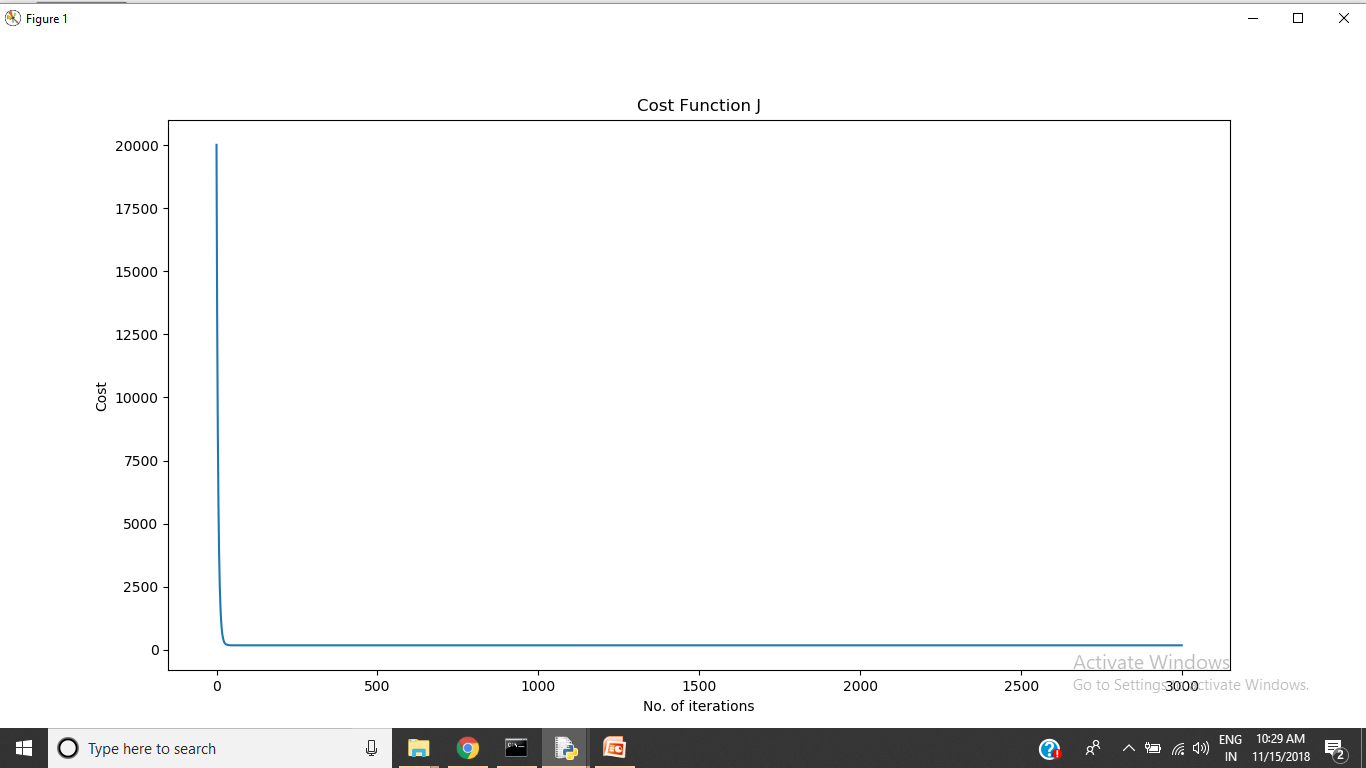 Figure 1
Cost Function J
20000
17500
15000
12500
10000
7500
5000
2500
0
Cost
0 500 1000 1500 2000 2500 3000
No. of iterations
Activate Windows
Go to Settings to activate Windows.
Type here to search
ENG
IN
10:29 AM
11/15/2018
2